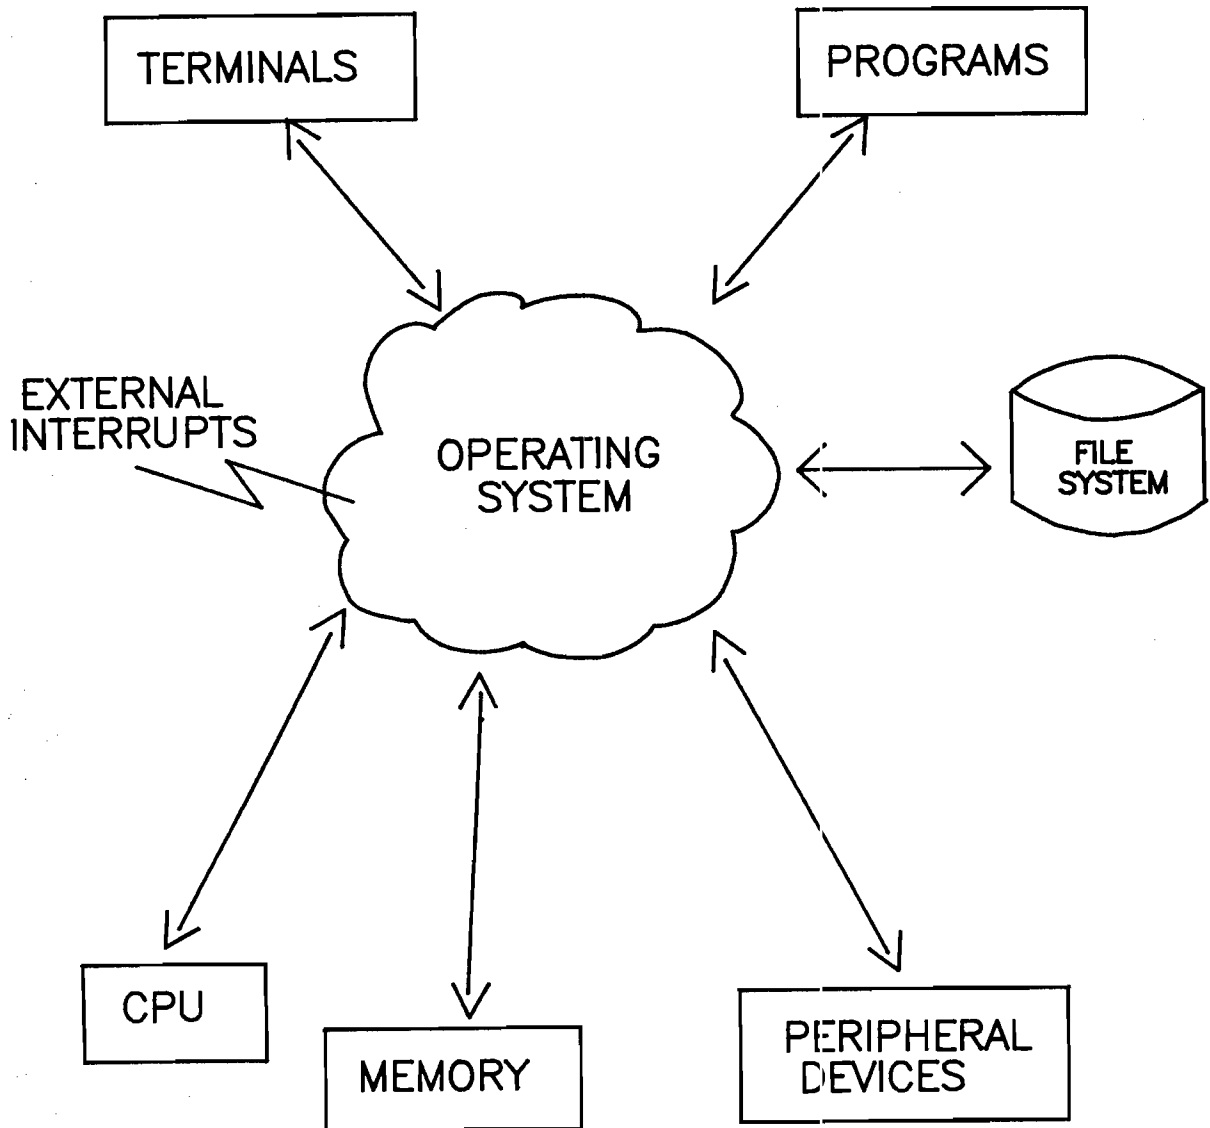 TERMINALS
PROGRAMS
EXTERNAL
INTERRUPTS
OPERATING
SYSTEM
FILE
SYSTEM
CPU
MEMORY
PERIPHERAL
DEVICES